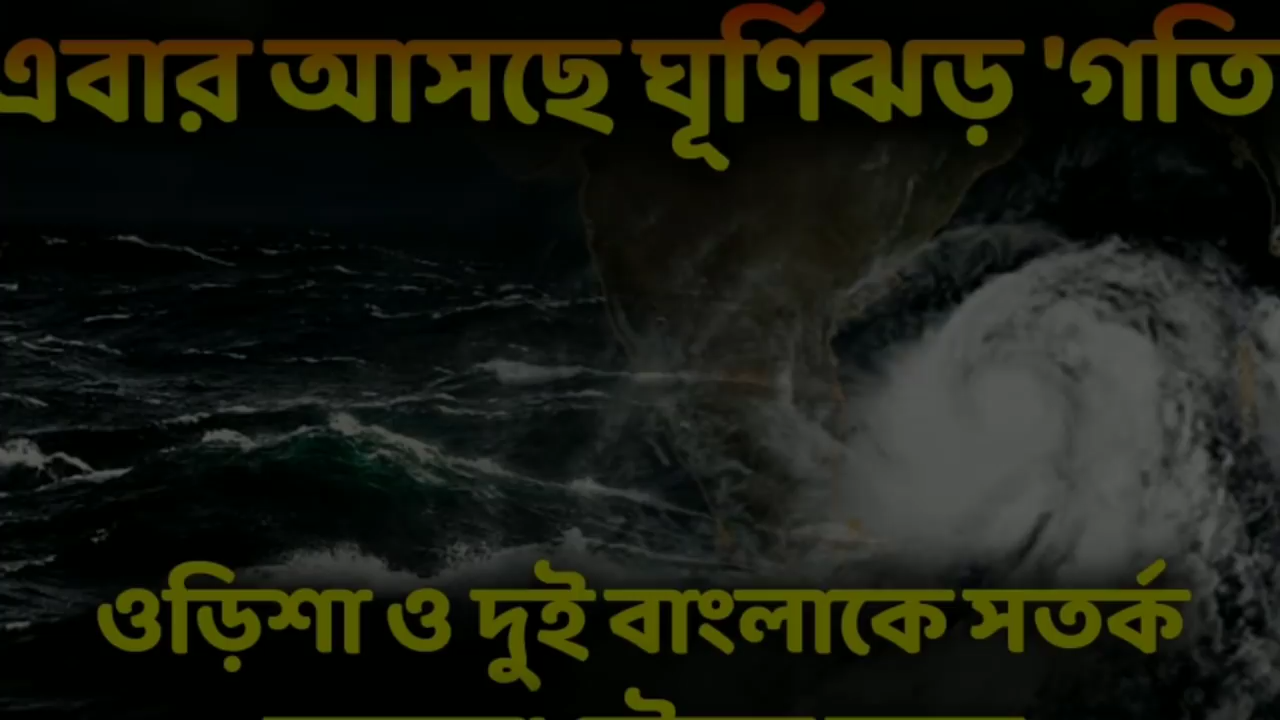 এবার আসছে ঘূর্ণিঝড় 'গতি
ওড়িশা ও দুই বাংলাকে সতর্ক